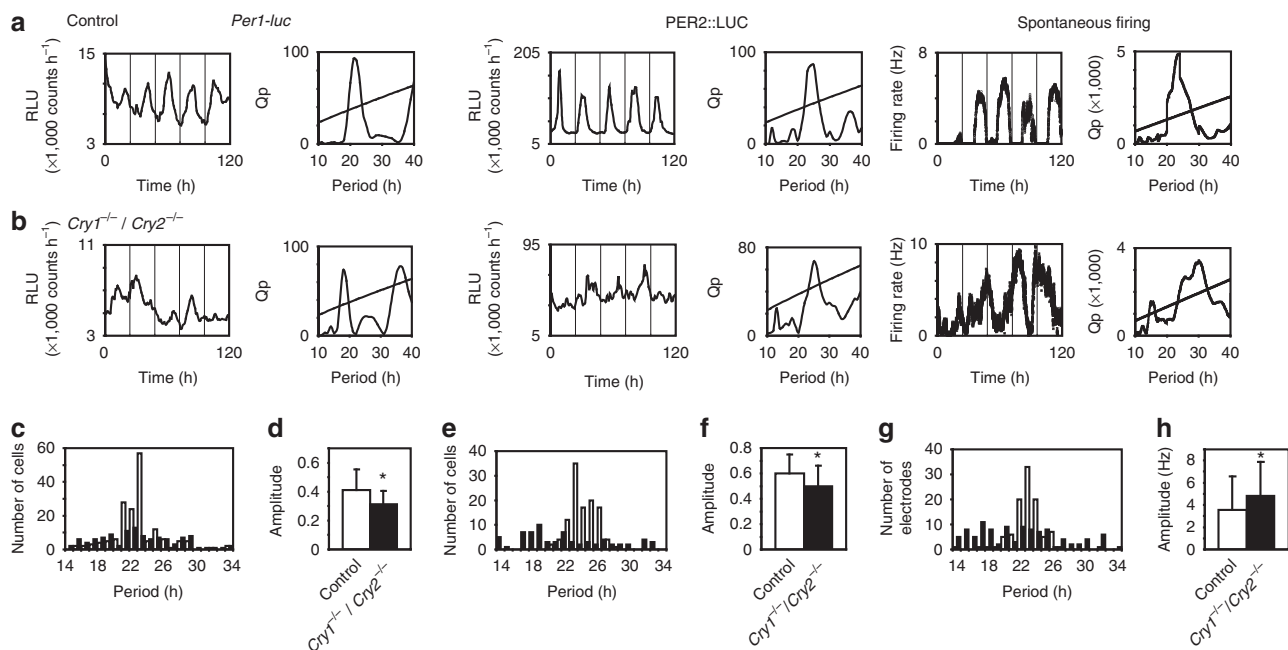 a Control Per1-luc PER2::LUC Spontaneous firing
RLU (×1,000 counts h⁻¹)
15
3
0 120
Time (h)
Qp
100
0
10 20 30 40
Period (h)
RLU (×1,000 counts h⁻¹)
205
5
0 120
Time (h)
Qp
100
0
10 20 30 40
Period (h)
Firing rate (Hz)
8
0
0 120
Time (h)
Qp (×1,000)
5
0
10 20 30 40
Period (h)
b Cry1⁻/⁻ / Cry2⁻/⁻
RLU (×1,000 counts h⁻¹)
11
3
0 120
Time (h)
Qp
100
0
10 20 30 40
Period (h)
RLU (×1,000 counts h⁻¹)
95
5
0 120
Time (h)
Qp
80
0
10 20 30 40
Period (h)
Firing rate (Hz)
10
0
0 120
Time (h)
Qp (×1,000)
4
0
10 20 30 40
Period (h)
c
Number of cells
60
40
20
10
0
14 18 22 26 30 34
Period (h)
d
Amplitude
0.6
0.4
0.2
0
*
Control
Cry1⁻/⁻ / Cry2⁻/⁻
e
Number of cells
40
30
20
10
0
14 18 22 26 30 34
Period (h)
f
Amplitude
0.8
0.6
0.4
0.2
0
*
Control
Cry1⁻/⁻/Cry2⁻/⁻
g
Number of electrodes
40
30
20
10
0
14 18 22 26 30 34
Period (h)
h
Amplitude (Hz)
8
6
4
2
0
*
Control
Cry1⁻/⁻/Cry2⁻/⁻